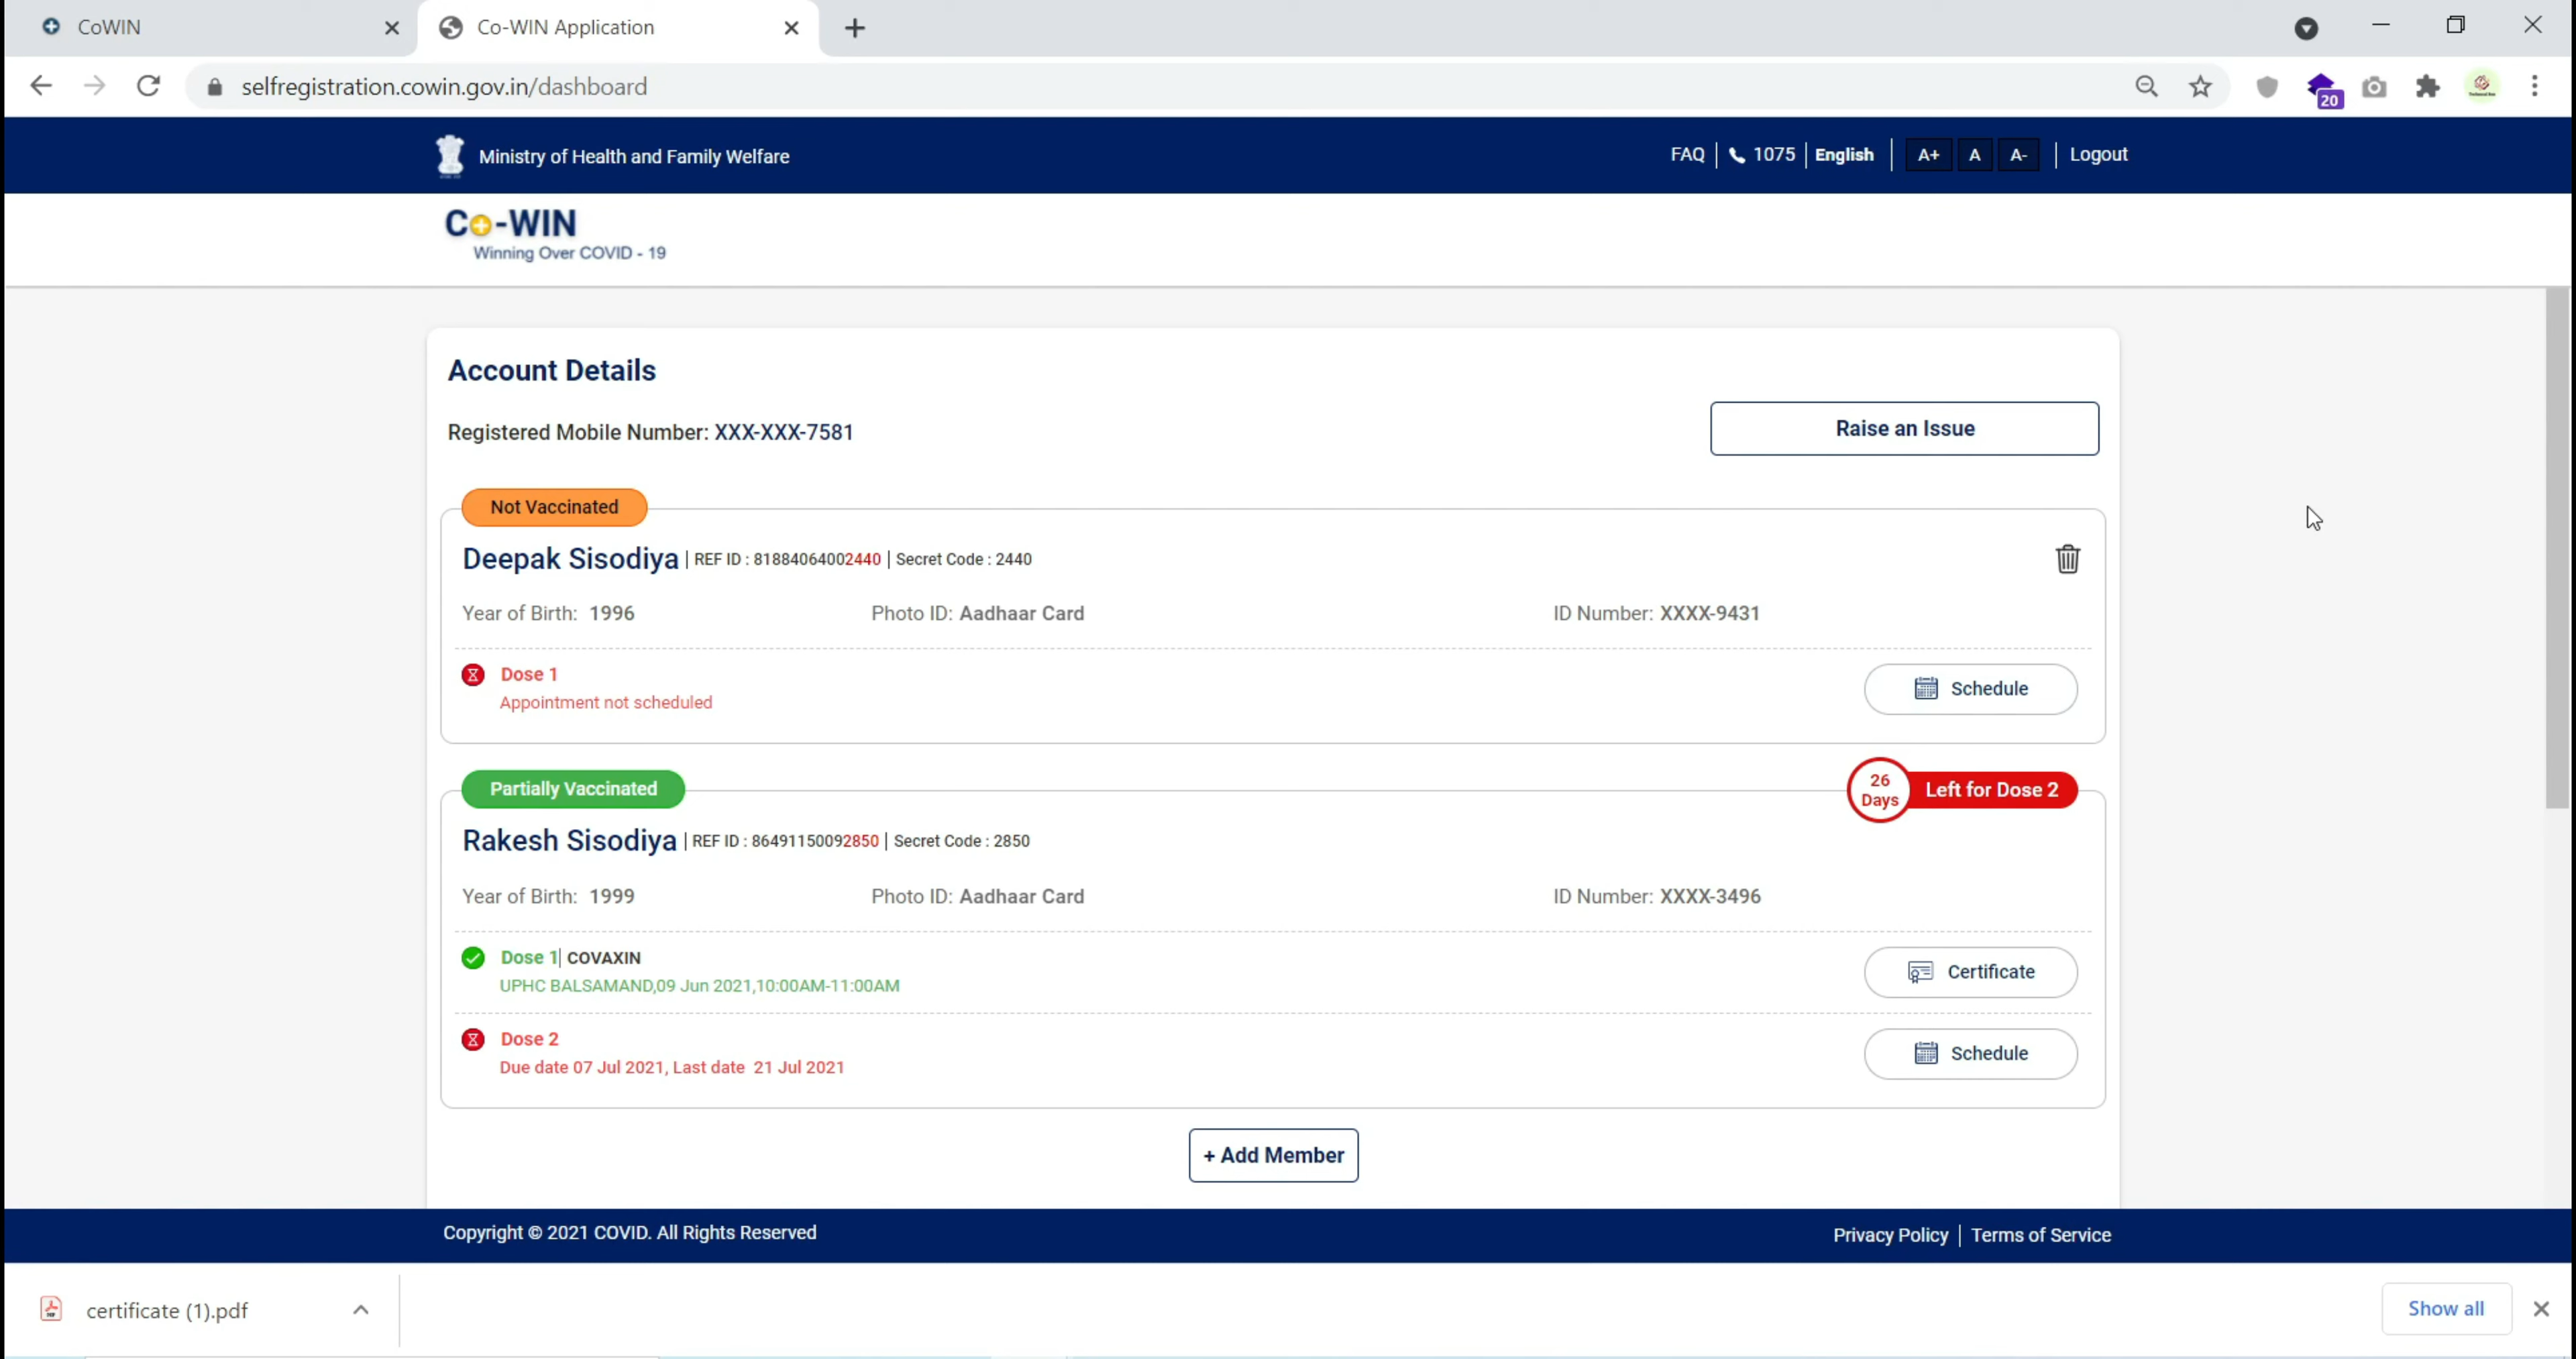 CoWIN
Co-WIN Application
selfregistration.cowin.gov.in/dashboard
20
Ministry of Health and Family Welfare
FAQ | 1075 | English | A+ A A- | Logout
Co-WIN
Winning Over COVID - 19
Account Details
Registered Mobile Number: XXX-XXX-7581
Raise an Issue
Not Vaccinated
Deepak Sisodiya | REF ID : 81884064002440 | Secret Code : 2440
Year of Birth: 1996 Photo ID: Aadhaar Card ID Number: XXXX-9431
Dose 1
Appointment not scheduled
Schedule
Partially Vaccinated
26 Days Left for Dose 2
Rakesh Sisodiya | REF ID : 86491150092850 | Secret Code : 2850
Year of Birth: 1999 Photo ID: Aadhaar Card ID Number: XXXX-3496
Dose 1| COVAXIN
UPHC BALSAMAND,09 Jun 2021,10:00AM-11:00AM
Certificate
Dose 2
Due date 07 Jul 2021, Last date 21 Jul 2021
Schedule
+ Add Member
Copyright © 2021 COVID. All Rights Reserved
Privacy Policy | Terms of Service
certificate (1).pdf
Show all